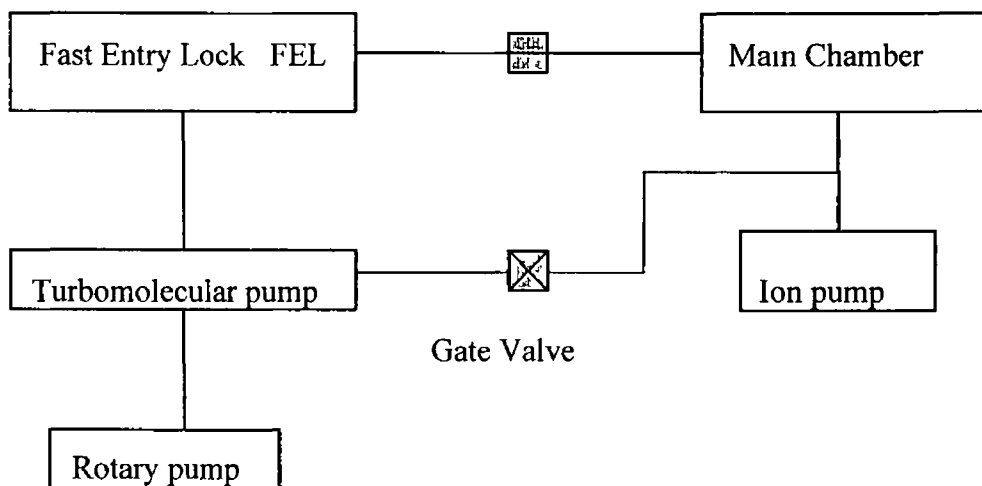 Fast Entry Lock FEL
Main Chamber
Turbomolecular pump
Ion pump
Gate Valve
Rotary pump